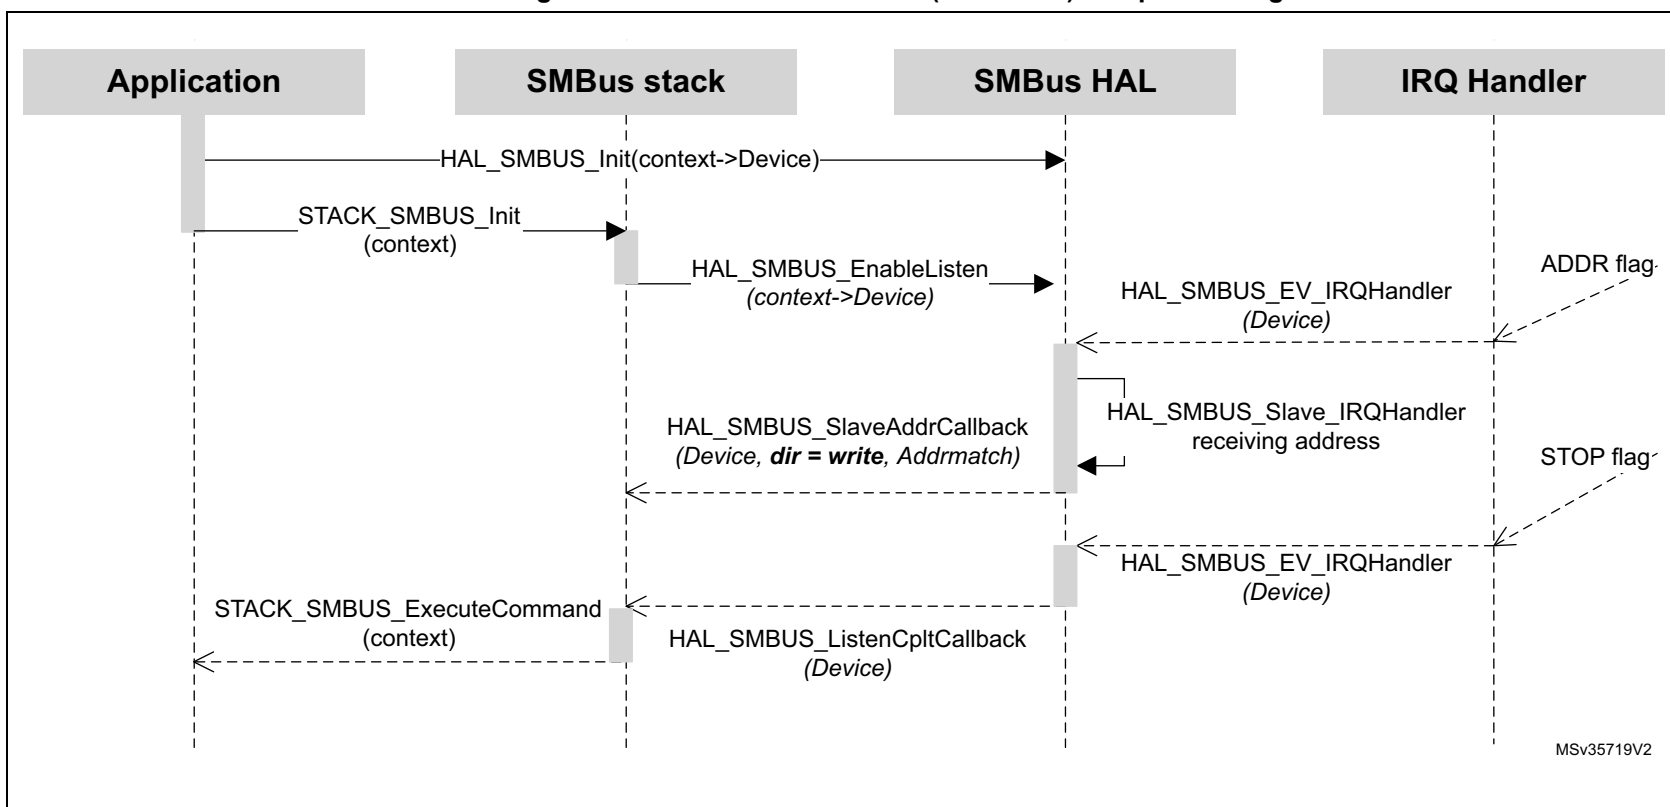 Application
SMBus stack
SMBus HAL
IRQ Handler
HAL_SMBUS_Init(context->Device)
STACK_SMBUS_Init
(context)
HAL_SMBUS_EnableListen
(context->Device)
ADDR flag
HAL_SMBUS_EV_IRQHandler
(Device)
HAL_SMBUS_Slave_IRQHandler
receiving address
HAL_SMBUS_SlaveAddrCallback
(Device, dir = write, Addrmatch)
STOP flag
HAL_SMBUS_EV_IRQHandler
(Device)
STACK_SMBUS_ExecuteCommand
(context)
HAL_SMBUS_ListenCpltCallback
(Device)
MSv35719V2